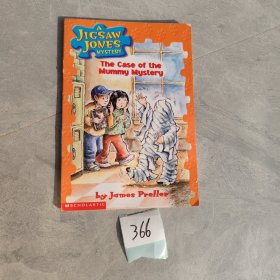 A
JIGSAW
JONES
MYSTERY
The Case of the
Mummy Mystery
by James Preller
SCHOLASTIC
366